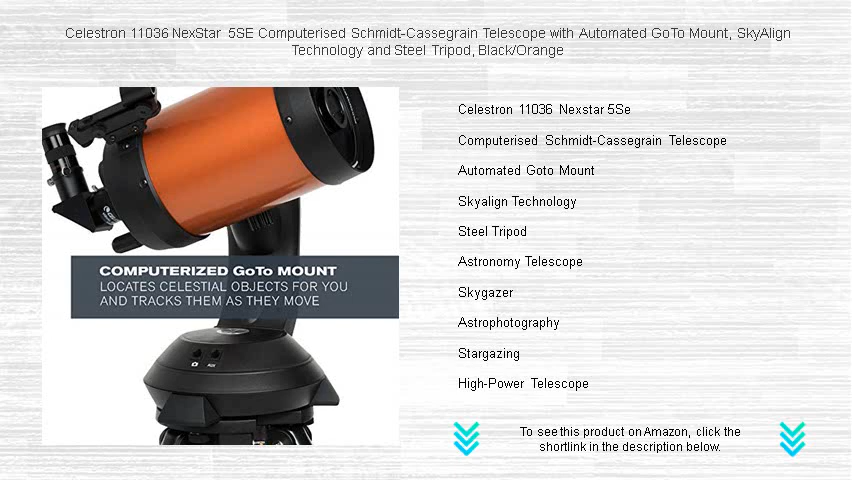 Celestron 11036 NexStar 5SE Computerised Schmidt-Cassegrain Telescope with Automated GoTo Mount, SkyAlign
Technology and Steel Tripod, Black/Orange
Celestron 11036 Nexstar 5Se
Computerised Schmidt-Cassegrain Telescope
Automated Goto Mount
Skyalign Technology
Steel Tripod
Astronomy Telescope
Skygazer
Astrophotography
Stargazing
High-Power Telescope
COMPUTERIZED GoTo MOUNT
LOCATES CELESTIAL OBJECTS FOR YOU
AND TRACKS THEM AS THEY MOVE
AUX
To see this product on Amazon, click the
shortlink in the description below.